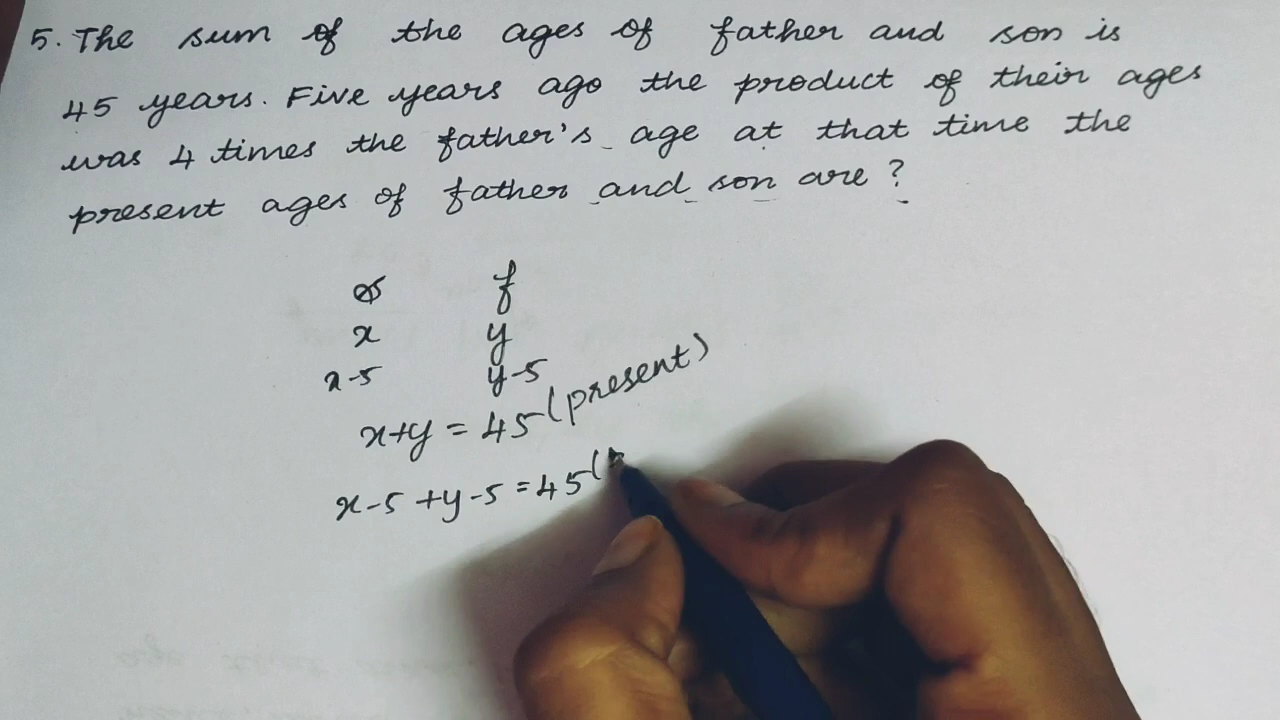 5. The sum of the ages of father and son is
45 years. Five years ago the product of their ages
was 4 times the father's age at that time the
present ages of father and son are ?
s f
x y
x-5 y-5
x+y = 45 (present)
x-5 +y-5 = 45 (